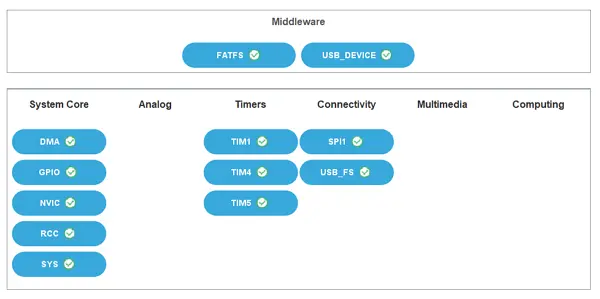 Middleware
FATFS USB_DEVICE
System Core Analog Timers Connectivity Multimedia Computing
DMA TIM1 SPI1
GPIO TIM4 USB_FS
NVIC TIM5
RCC
SYS